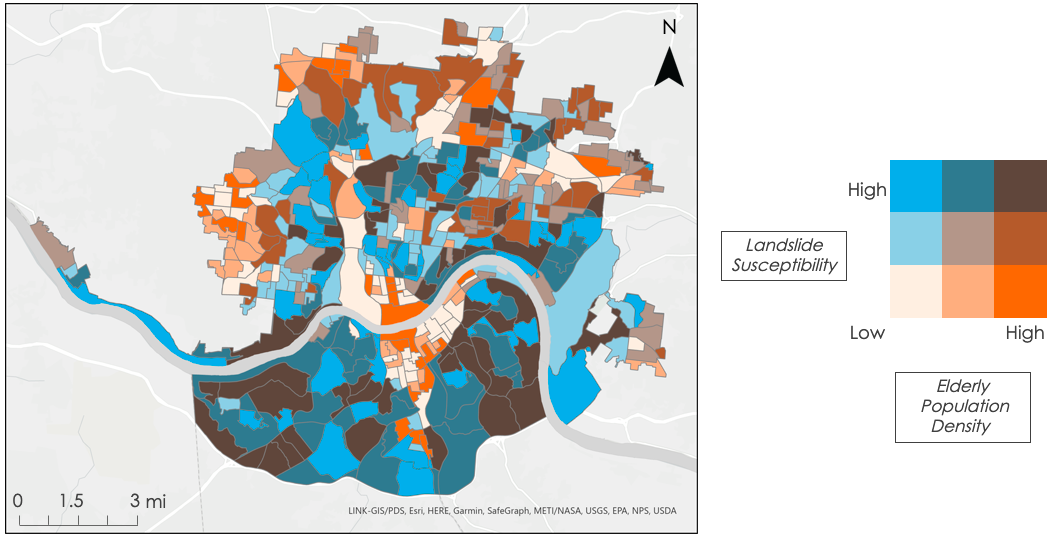 N
High
Landslide
Susceptibility
Low
High
Elderly
Population
Density
0 1.5 3 mi
LINK-GIS/PDS, Esri, HERE, Garmin, SafeGraph, METI/NASA, USGS, EPA, NPS, USDA